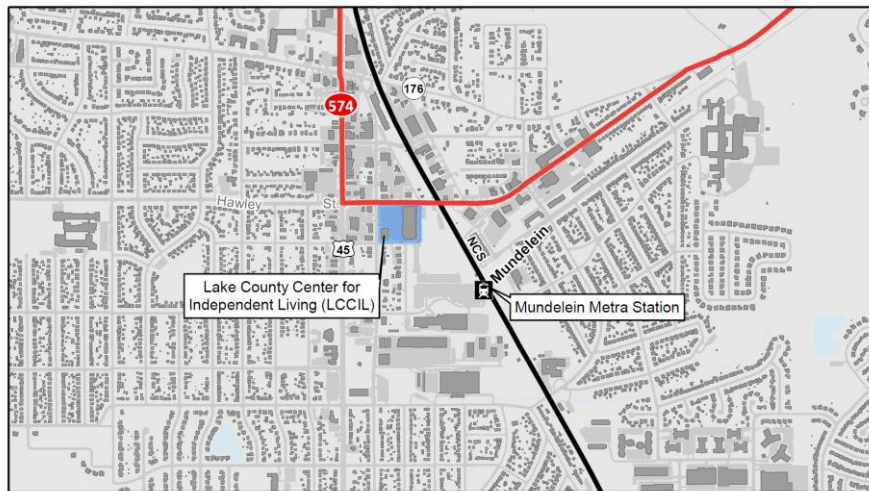 176
574
Hawley St
45
NCS
Mundelein
Lake County Center for
Independent Living (LCCIL)
Mundelein Metra Station